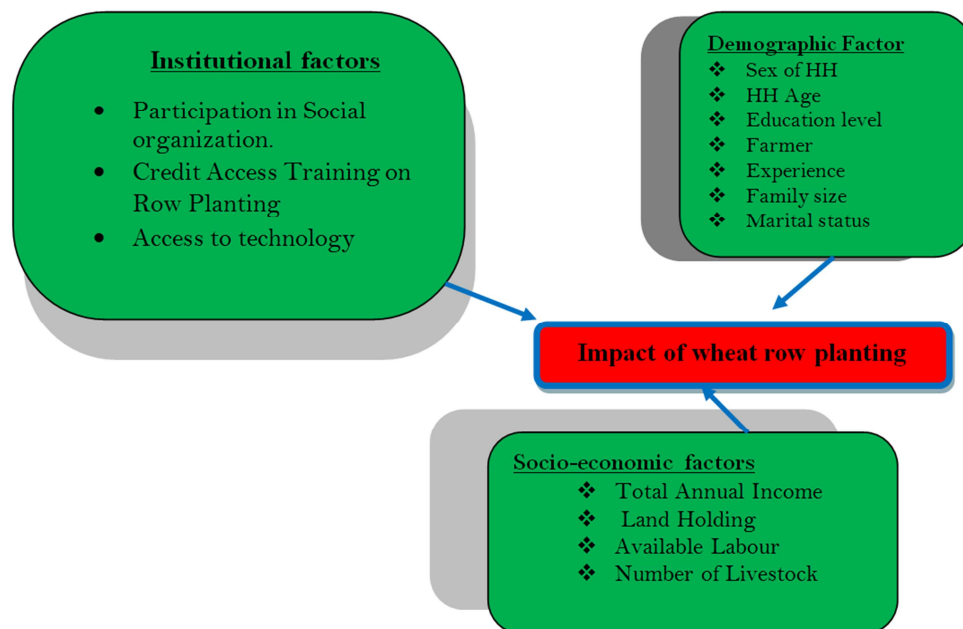 Institutional factors
• Participation in Social
organization.
• Credit Access Training on
Row Planting
• Access to technology
Demographic Factor
❖ Sex of HH
❖ HH Age
❖ Education level
❖ Farmer
❖ Experience
❖ Family size
❖ Marital status
Impact of wheat row planting
Socio-economic factors
❖ Total Annual Income
❖ Land Holding
❖ Available Labour
❖ Number of Livestock